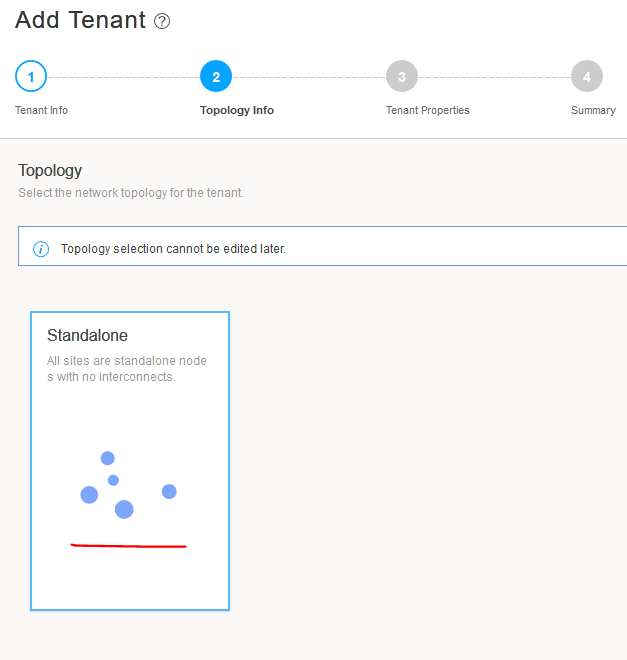 Add Tenant ?
1
2
3
4
Tenant Info
Topology Info
Tenant Properties
Summary
Topology
Select the network topology for the tenant.
i Topology selection cannot be edited later.
Standalone
All sites are standalone node
s with no interconnects.